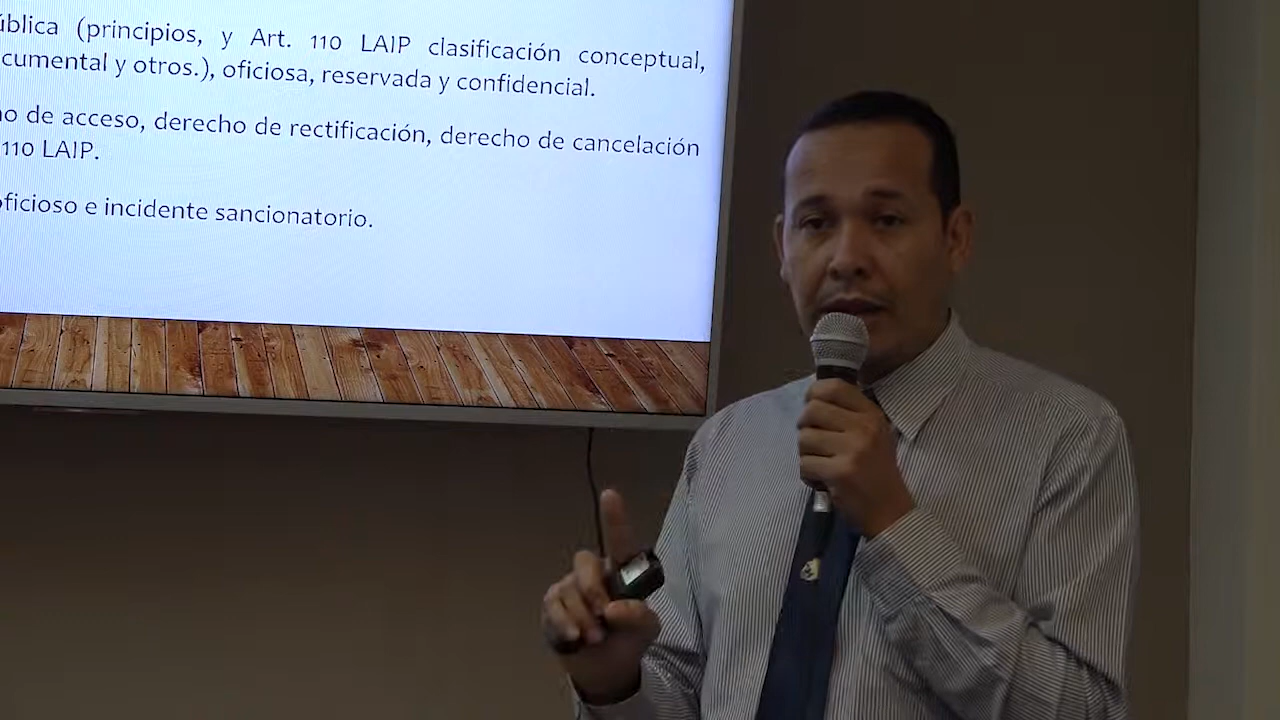 ública (principios, y Art. 110 LAIP clasificación conceptual,
cumental y otros.), oficiosa, reservada y confidencial.
o de acceso, derecho de rectificación, derecho de cancelación
110 LAIP.
oficioso e incidente sancionatorio.